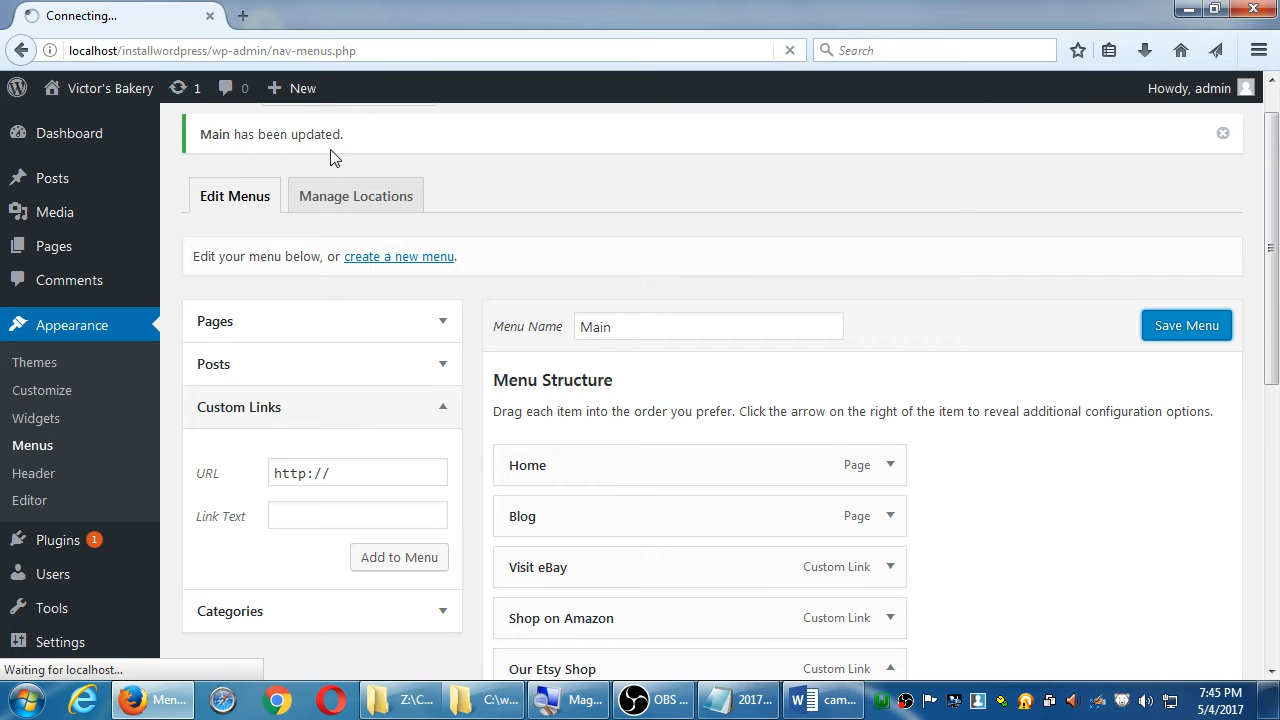 Connecting...
localhost/installwordpress/wp-admin/nav-menus.php
Search
Victor's Bakery
1
0
New
Howdy, admin
Dashboard
Posts
Media
Pages
Comments
Appearance
Themes
Customize
Widgets
Menus
Header
Editor
Plugins 1
Users
Tools
Settings
Main has been updated.
Edit Menus
Manage Locations
Edit your menu below, or create a new menu.
Pages
Posts
Custom Links
URL
http://
Link Text
Add to Menu
Categories
Menu Name
Main
Save Menu
Menu Structure
Drag each item into the order you prefer. Click the arrow on the right of the item to reveal additional configuration options.
Home Page
Blog Page
Visit eBay Custom Link
Shop on Amazon Custom Link
Our Etsy Shop Custom Link
Waiting for localhost...
Men...
Z:\C...
C:\w...
Mag...
OBS ...
2017...
cam...
7:45 PM
5/4/2017